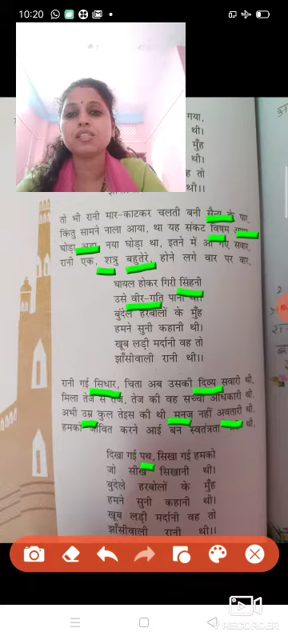 10:20
गया,
थी।
मुँह
थी।
ह तो
थी।।
तो भी रानी मार-काटकर चलती बनी सैन्य के पार,
किंतु सामने नाला आया, था यह संकट विषम
घोड़ा अड़ा नया घोड़ा था, इतने में आ गए सवार,
रानी एक, शत्रु बहुतेरे, होने लगे वार पर वार,
घायल होकर गिरी सिंहनी
उसे वीर-गति पानी थी।
बुंदेले हरबोलों के मुँह
हमने सुनी कहानी थी।
खूब लड़ी मर्दानी वह तो
झाँसीवाली रानी थी।।
रानी गई सिधार, चिता अब उसकी दिव्य सवारी थी,
मिला तेज से तेज, तेज की वह सच्ची अधिकारी थी,
अभी उम्र कुल तेइस की थी मनुज नहीं अवतारी थी,
हमको जीवित करने आई बन स्वतंत्रता थी,
दिखा गई पथ, सिखा गई हमको
जो सीख सिखानी थी।
बुंदेले हरबोलों के मुँह
हमने सुनी कहानी थी।
खूब लड़ी मर्दानी वह तो
झाँसीवाली रानी थी।।
RECORDER